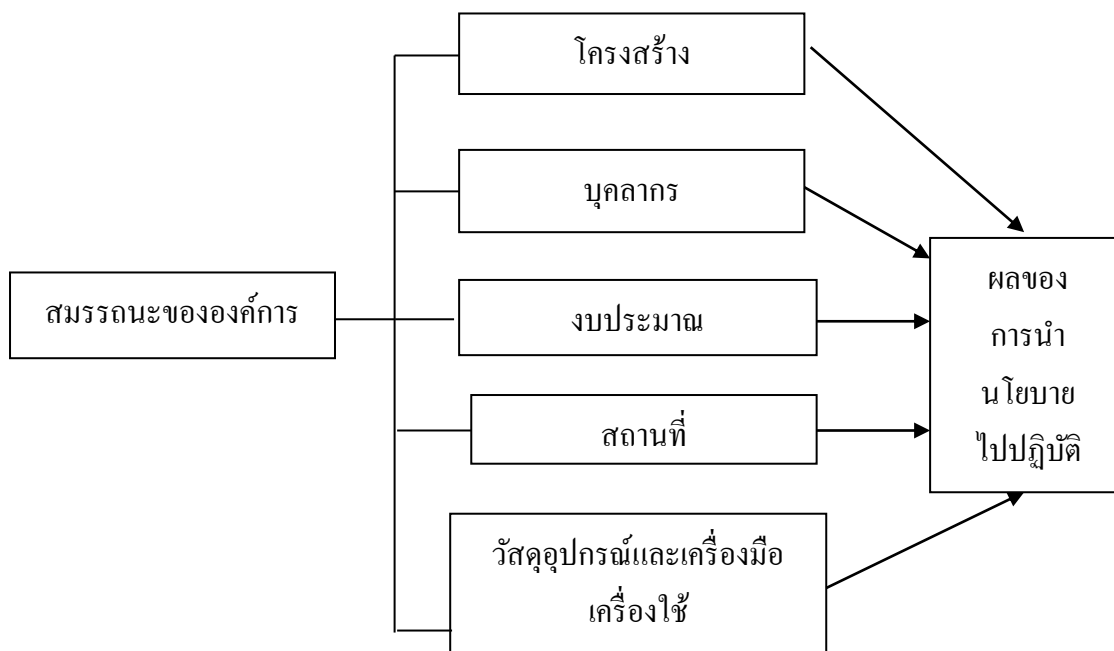 โครงสร้าง
บุคลากร
สมรรถนะขององค์การ
งบประมาณ
สถานที่
วัสดุอุปกรณ์และเครื่องมือ
เครื่องใช้
ผลของ
การนำ
นโยบาย
ไปปฏิบัติ